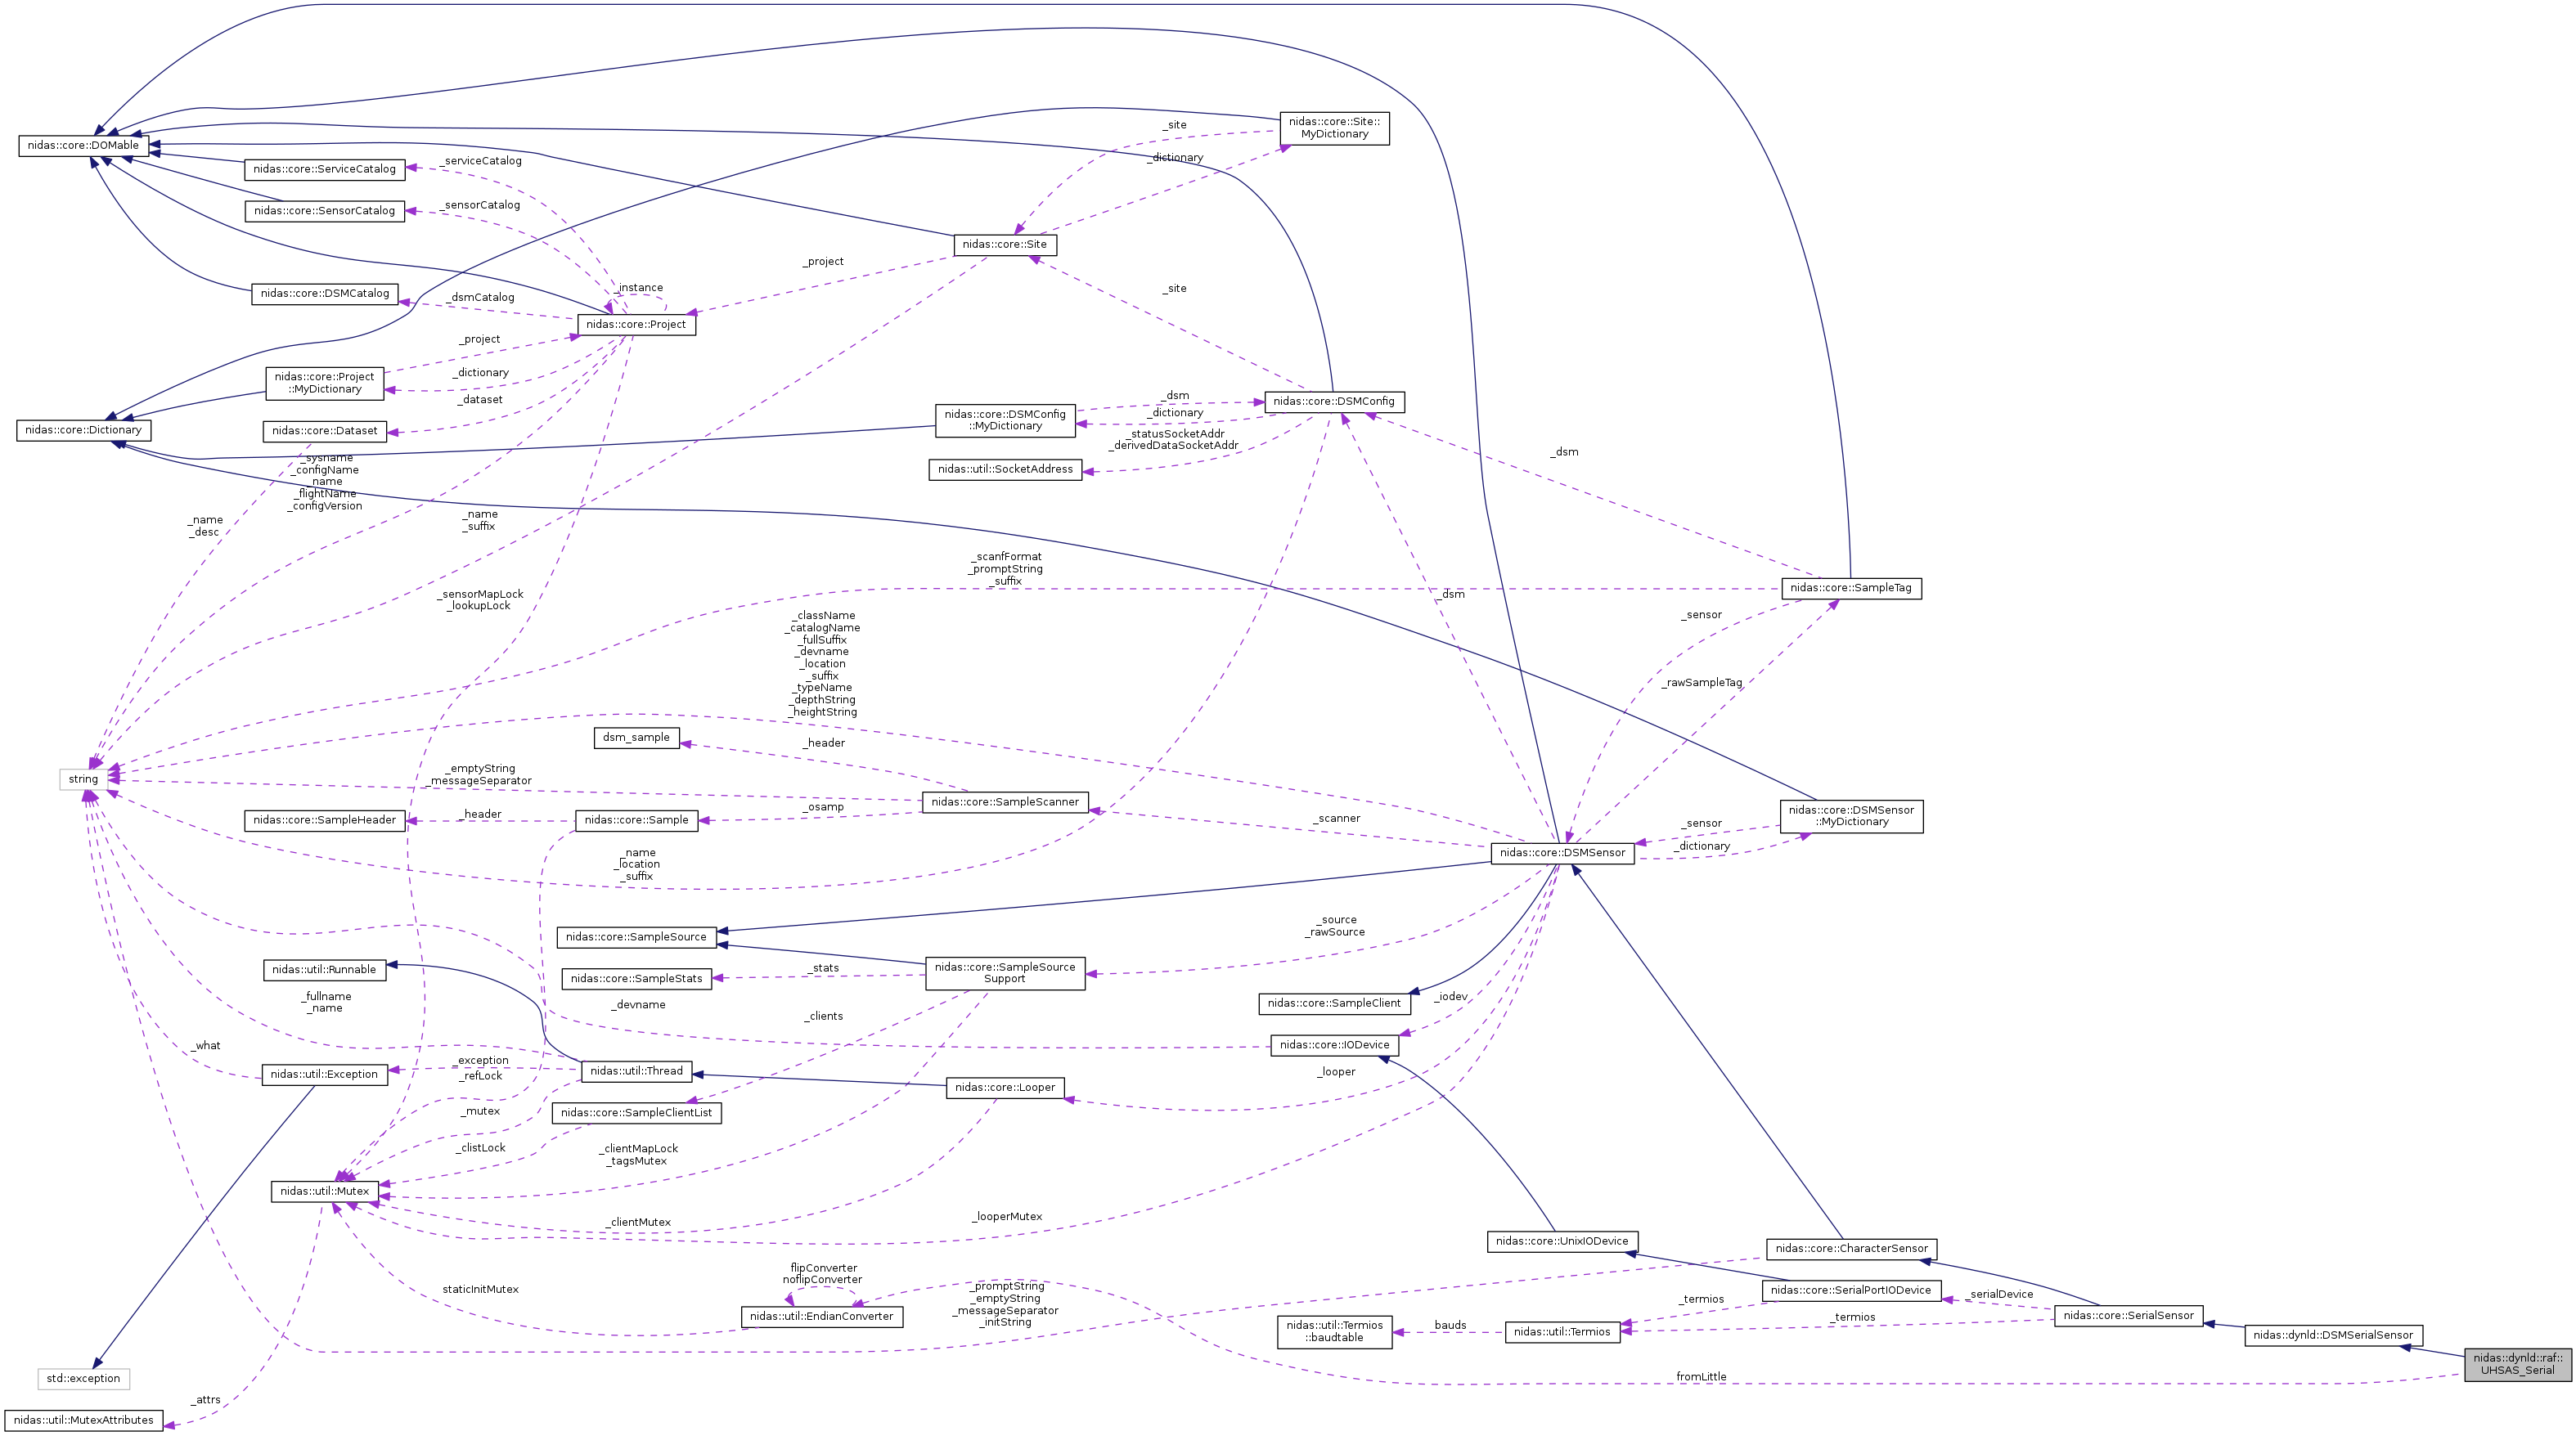 nidas::core::Site::
MyDictionary
_site
nidas::core::DOMable
_dictionary
_serviceCatalog
nidas::core::ServiceCatalog
_sensorCatalog
nidas::core::SensorCatalog
nidas::core::Site
_project
_instance
_site
nidas::core::DSMCatalog
_dsmCatalog
nidas::core::Project
_project
nidas::core::Project
::MyDictionary
_dictionary
_dataset
_dsm
nidas::core::DSMConfig
nidas::core::DSMConfig
::MyDictionary
_dictionary
nidas::core::Dictionary
nidas::core::Dataset
_statusSocketAddr
_derivedDataSocketAddr
_dsm
_sysname
_configName
_name
_flightName
_configVersion
nidas::util::SocketAddress
_name
_desc
_name
_suffix
_scanfFormat
_promptString
_suffix
nidas::core::SampleTag
_sensorMapLock
_lookupLock
_dsm
_className
_catalogName
_fullSuffix
_devname
_location
_suffix
_typeName
_depthString
_heightString
_sensor
_rawSampleTag
dsm_sample
_header
string
_emptyString
_messageSeparator
nidas::core::SampleScanner
nidas::core::SampleHeader
_header
nidas::core::Sample
_osamp
_scanner
nidas::core::DSMSensor
::MyDictionary
_sensor
_dictionary
nidas::core::DSMSensor
_name
_location
_suffix
nidas::core::SampleSource
_source
_rawSource
nidas::util::Runnable
nidas::core::SampleStats
_stats
nidas::core::SampleSource
Support
_fullname
_name
_devname
_clients
nidas::core::SampleClient
_iodev
nidas::core::IODevice
_what
nidas::util::Exception
_exception
_refLock
nidas::util::Thread
_looper
nidas::core::Looper
_mutex
nidas::core::SampleClientList
_clistLock
_clientMapLock
_tagsMutex
nidas::util::Mutex
_clientMutex
_looperMutex
nidas::core::UnixIODevice
nidas::core::CharacterSensor
flipConverter
noflipConverter
staticInitMutex
nidas::util::EndianConverter
_promptString
_emptyString
_messageSeparator
_initString
nidas::core::SerialPortIODevice
_serialDevice
_termios
nidas::core::SerialSensor
_termios
nidas::util::Termios
::baudtable
bauds
nidas::util::Termios
nidas::dynld::DSMSerialSensor
nidas::dynld::raf::
UHSAS_Serial
fromLittle
std::exception
_attrs
nidas::util::MutexAttributes